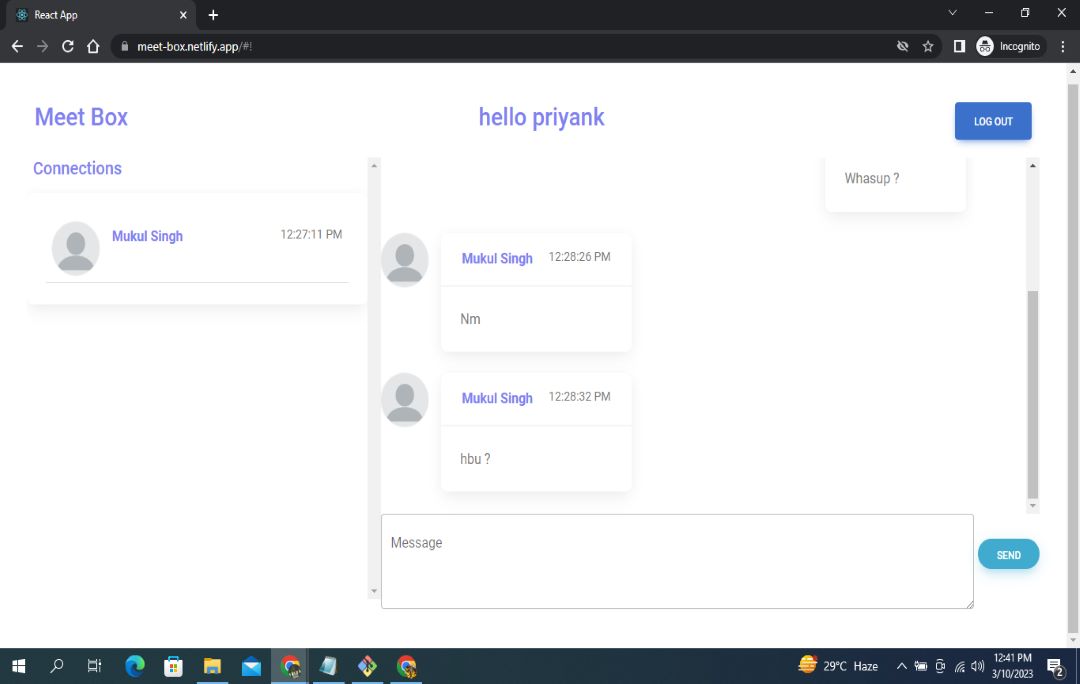 React App
meet-box.netlify.app/#!
Incognito
Meet Box
hello priyank
LOG OUT
Connections
Mukul Singh 12:27:11 PM
Whasup ?
Mukul Singh 12:28:26 PM
Nm
Mukul Singh 12:28:32 PM
hbu ?
Message
SEND
29°C Haze
12:41 PM
3/10/2023
2